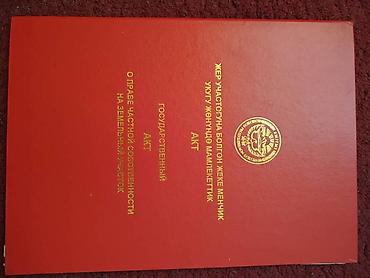 ЖЕР УЧАСТОГУНА БОЛГОН ЖЕКЕ МЕНЧИК
УКУГУ ЖӨНҮНДӨ МАМЛЕКЕТТИК
АКТ
ГОСУДАРСТВЕННЫЙ
АКТ
О ПРАВЕ ЧАСТНОЙ СОБСТВЕННОСТИ
НА ЗЕМЕЛЬНЫЙ УЧАСТОК